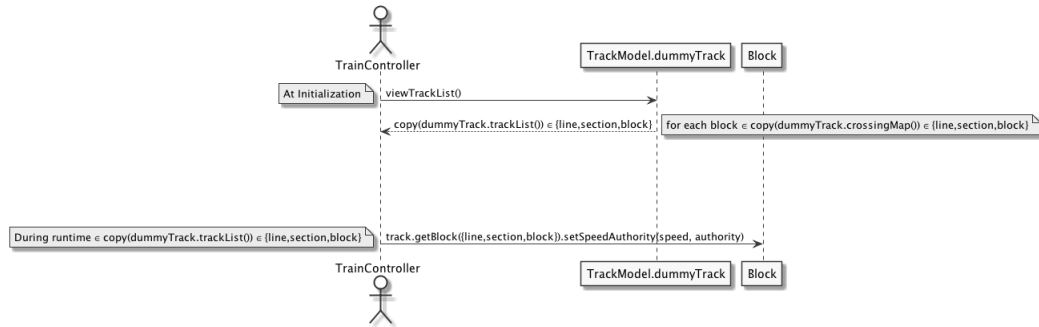 TrainController
TrackModel.dummyTrack
Block
At Initialization
viewTrackList()
copy(dummyTrack.trackList()) ∈ {line,section,block}
for each block ∈ copy(dummyTrack.crossingMap()) ∈ {line,section,block}
During runtime ∈ copy(dummyTrack.trackList()) ∈ {line,section,block}
track.getBlock({line,section,block}).setSpeedAuthority(speed, authority)
TrainController
TrackModel.dummyTrack
Block